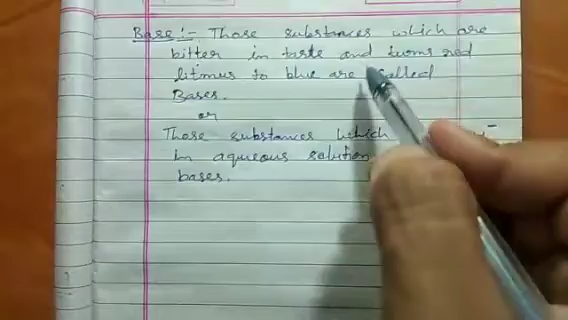 Base :- Those substances which are
bitter in taste and turns red
litmus to blue are called
Bases.
or
Those substances which
in aqueous solution
bases.